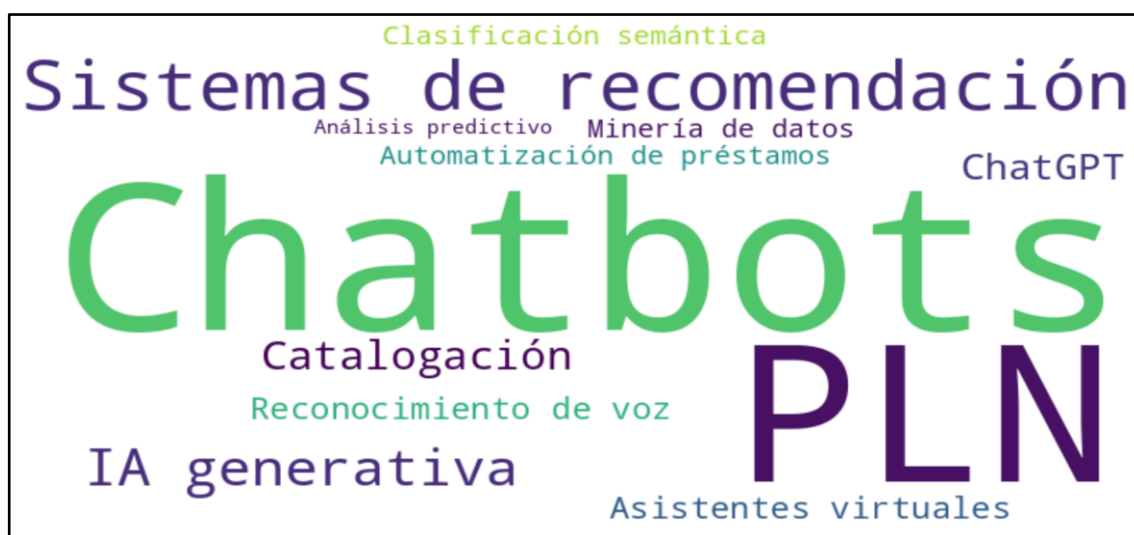 Clasificación semántica
Sistemas de recomendación
Análisis predictivo
Minería de datos
Automatización de préstamos
ChatGPT
Chatbots
Catalogación
PLN
Reconocimiento de voz
IA generativa
Asistentes virtuales